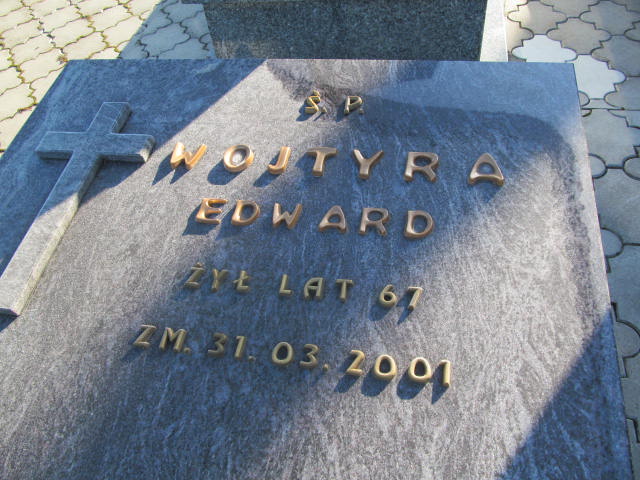 Ś. P.
WOJTYRA
EDWARD
ŻYŁ LAT 67
ZM. 31. 03. 2001